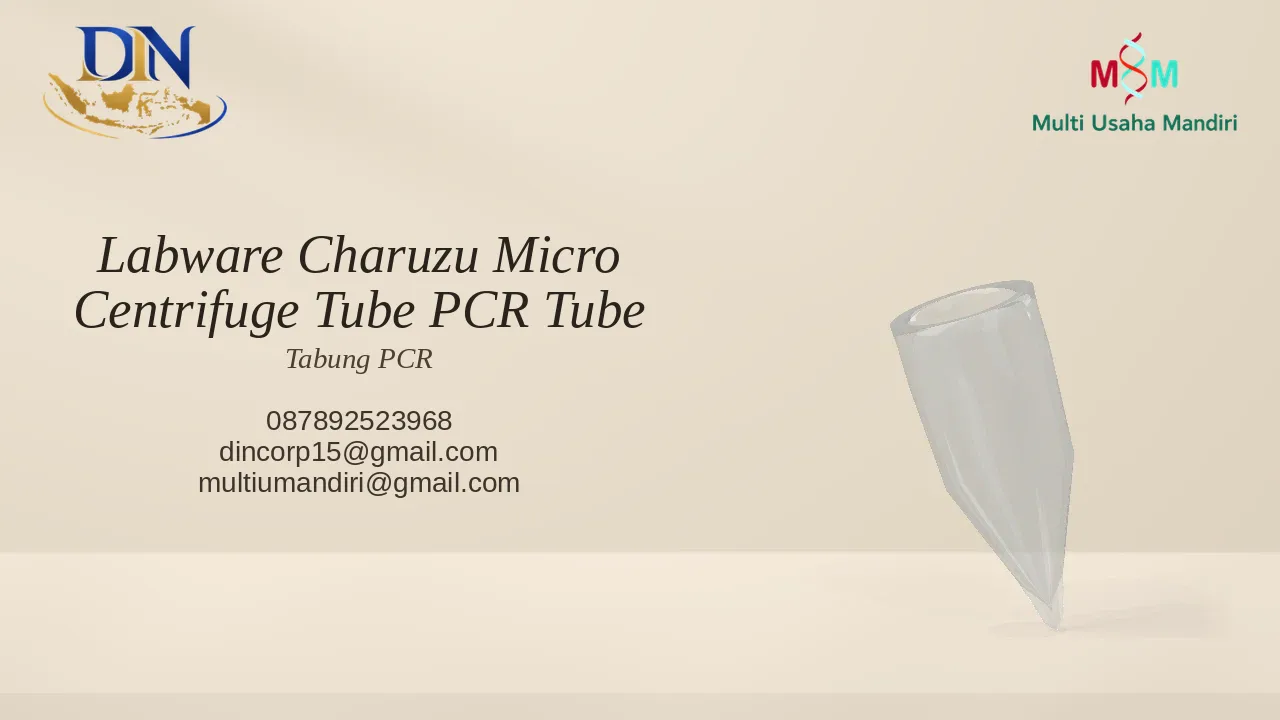 DIN
M M
Multi Usaha Mandiri
Labware Charuzu Micro
Centrifuge Tube PCR Tube
Tabung PCR
087892523968
dincorp15@gmail.com
multiumandiri@gmail.com